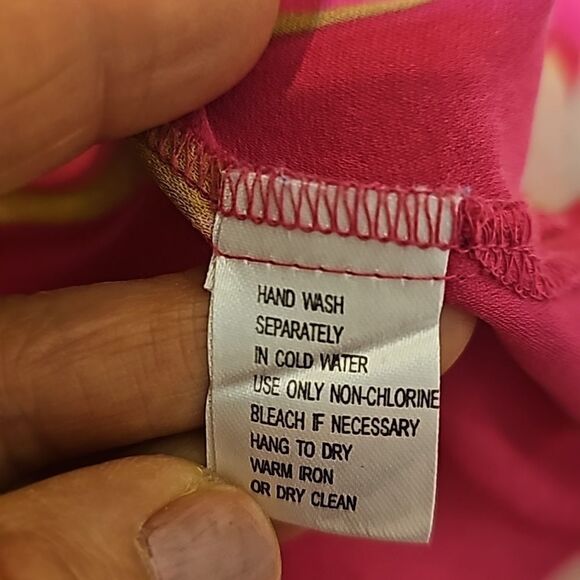 HAND WASH
SEPARATELY
IN COLD WATER
USE ONLY NON-CHLORINE
BLEACH IF NECESSARY
HANG TO DRY
WARM IRON
OR DRY CLEAN